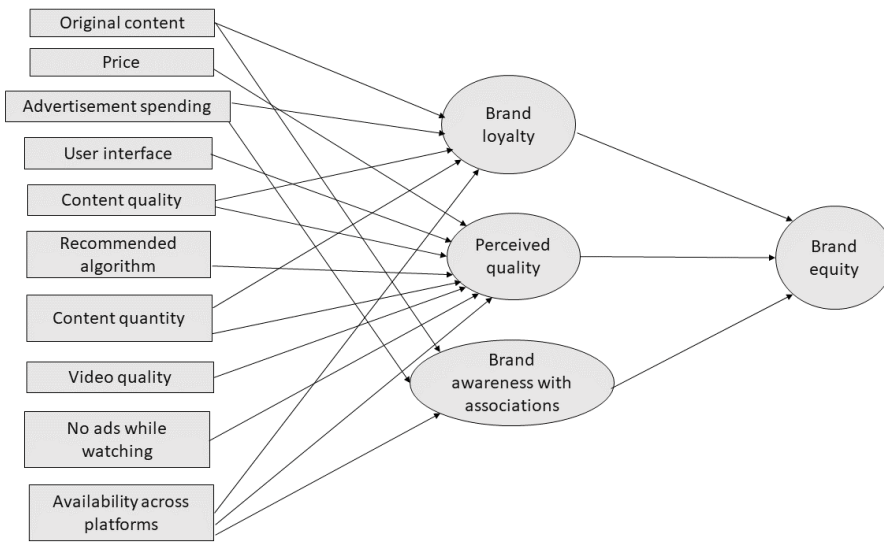 Original content
Price
Advertisement spending
User interface
Content quality
Recommended
algorithm
Content quantity
Video quality
No ads while
watching
Availability across
platforms
Brand
loyalty
Perceived
quality
Brand
awareness with
associations
Brand
equity